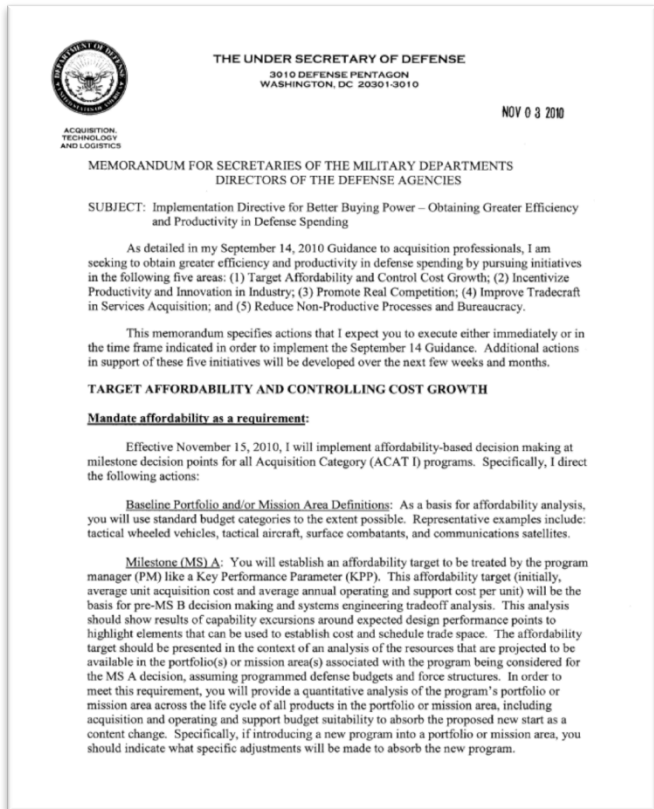 DEPARTMENT OF DEFENSE
UNITED STATES OF AMERICA
THE UNDER SECRETARY OF DEFENSE
3010 DEFENSE PENTAGON
WASHINGTON, DC 20301-3010
NOV 03 2010
ACQUISITION,
TECHNOLOGY
AND LOGISTICS
MEMORANDUM FOR SECRETARIES OF THE MILITARY DEPARTMENTS
DIRECTORS OF THE DEFENSE AGENCIES
SUBJECT: Implementation Directive for Better Buying Power – Obtaining Greater Efficiency
and Productivity in Defense Spending
As detailed in my September 14, 2010 Guidance to acquisition professionals, I am
seeking to obtain greater efficiency and productivity in defense spending by pursuing initiatives
in the following five areas: (1) Target Affordability and Control Cost Growth; (2) Incentivize
Productivity and Innovation in Industry; (3) Promote Real Competition; (4) Improve Tradecraft
in Services Acquisition; and (5) Reduce Non-Productive Processes and Bureaucracy.
This memorandum specifies actions that I expect you to execute either immediately or in
the time frame indicated in order to implement the September 14 Guidance. Additional actions
in support of these five initiatives will be developed over the next few weeks and months.
TARGET AFFORDABILITY AND CONTROLLING COST GROWTH
Mandate affordability as a requirement:
Effective November 15, 2010, I will implement affordability-based decision making at
milestone decision points for all Acquisition Category (ACAT I) programs. Specifically, I direct
the following actions:
Baseline Portfolio and/or Mission Area Definitions: As a basis for affordability analysis,
you will use standard budget categories to the extent possible. Representative examples include:
tactical wheeled vehicles, tactical aircraft, surface combatants, and communications satellites.
Milestone (MS) A: You will establish an affordability target to be treated by the program
manager (PM) like a Key Performance Parameter (KPP). This affordability target (initially,
average unit acquisition cost and average annual operating and support cost per unit) will be the
basis for pre-MS B decision making and systems engineering tradeoff analysis. This analysis
should show results of capability excursions around expected design performance points to
highlight elements that can be used to establish cost and schedule trade space. The affordability
target should be presented in the context of an analysis of the resources that are projected to be
available in the portfolio(s) or mission area(s) associated with the program being considered for
the MS A decision, assuming programmed defense budgets and force structures. In order to
meet this requirement, you will provide a quantitative analysis of the program's portfolio or
mission area across the life cycle of all products in the portfolio or mission area, including
acquisition and operating and support budget suitability to absorb the proposed new start as a
content change. Specifically, if introducing a new program into a portfolio or mission area, you
should indicate what specific adjustments will be made to absorb the new program.